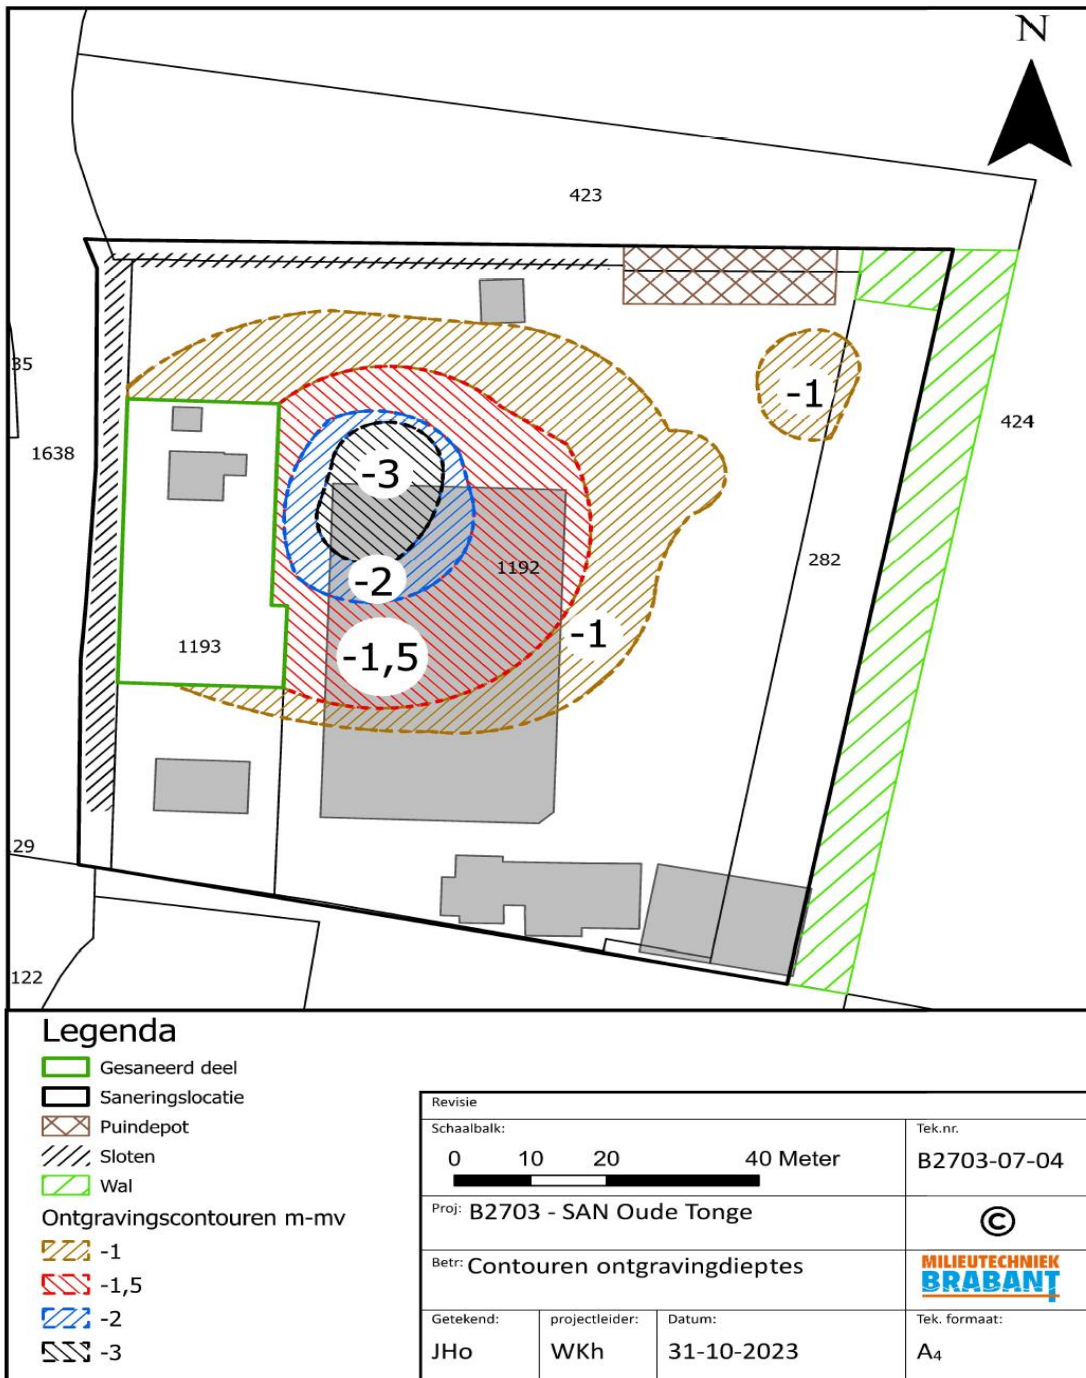 N
423
35
-1
424
1638
-3
1192
282
-2
-1
1193
-1,5
29
122
Legenda
Gesaneerd deel
Saneringslocatie
Puindepot
Sloten
Wal
Ontgravingscontouren m-mv
-1
-1,5
-2
-3
Revisie
Schaalbalk:
0 10 20 40 Meter
Tek.nr.
B2703-07-04
Proj: B2703 - SAN Oude Tonge
©
Betr: Contouren ontgravingdieptes
MILIEUTECHNIEK
BRABANT
Getekend:
JHo
projectleider:
WKh
Datum:
31-10-2023
Tek. formaat:
A4